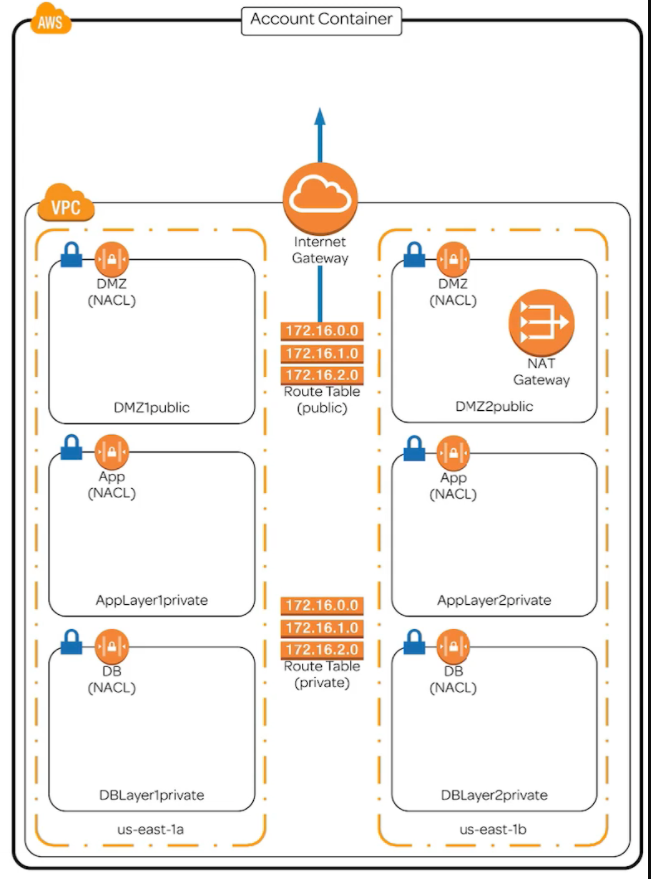 AWS
Account Container
VPC
Internet
Gateway
DMZ
(NACL)
DMZ1public
172.16.0.0
172.16.1.0
172.16.2.0
Route Table
(public)
DMZ
(NACL)
NAT
Gateway
DMZ2public
App
(NACL)
AppLayer1private
App
(NACL)
AppLayer2private
172.16.0.0
172.16.1.0
172.16.2.0
Route Table
(private)
DB
(NACL)
DBLayer1private
us-east-1a
DB
(NACL)
DBLayer2private
us-east-1b